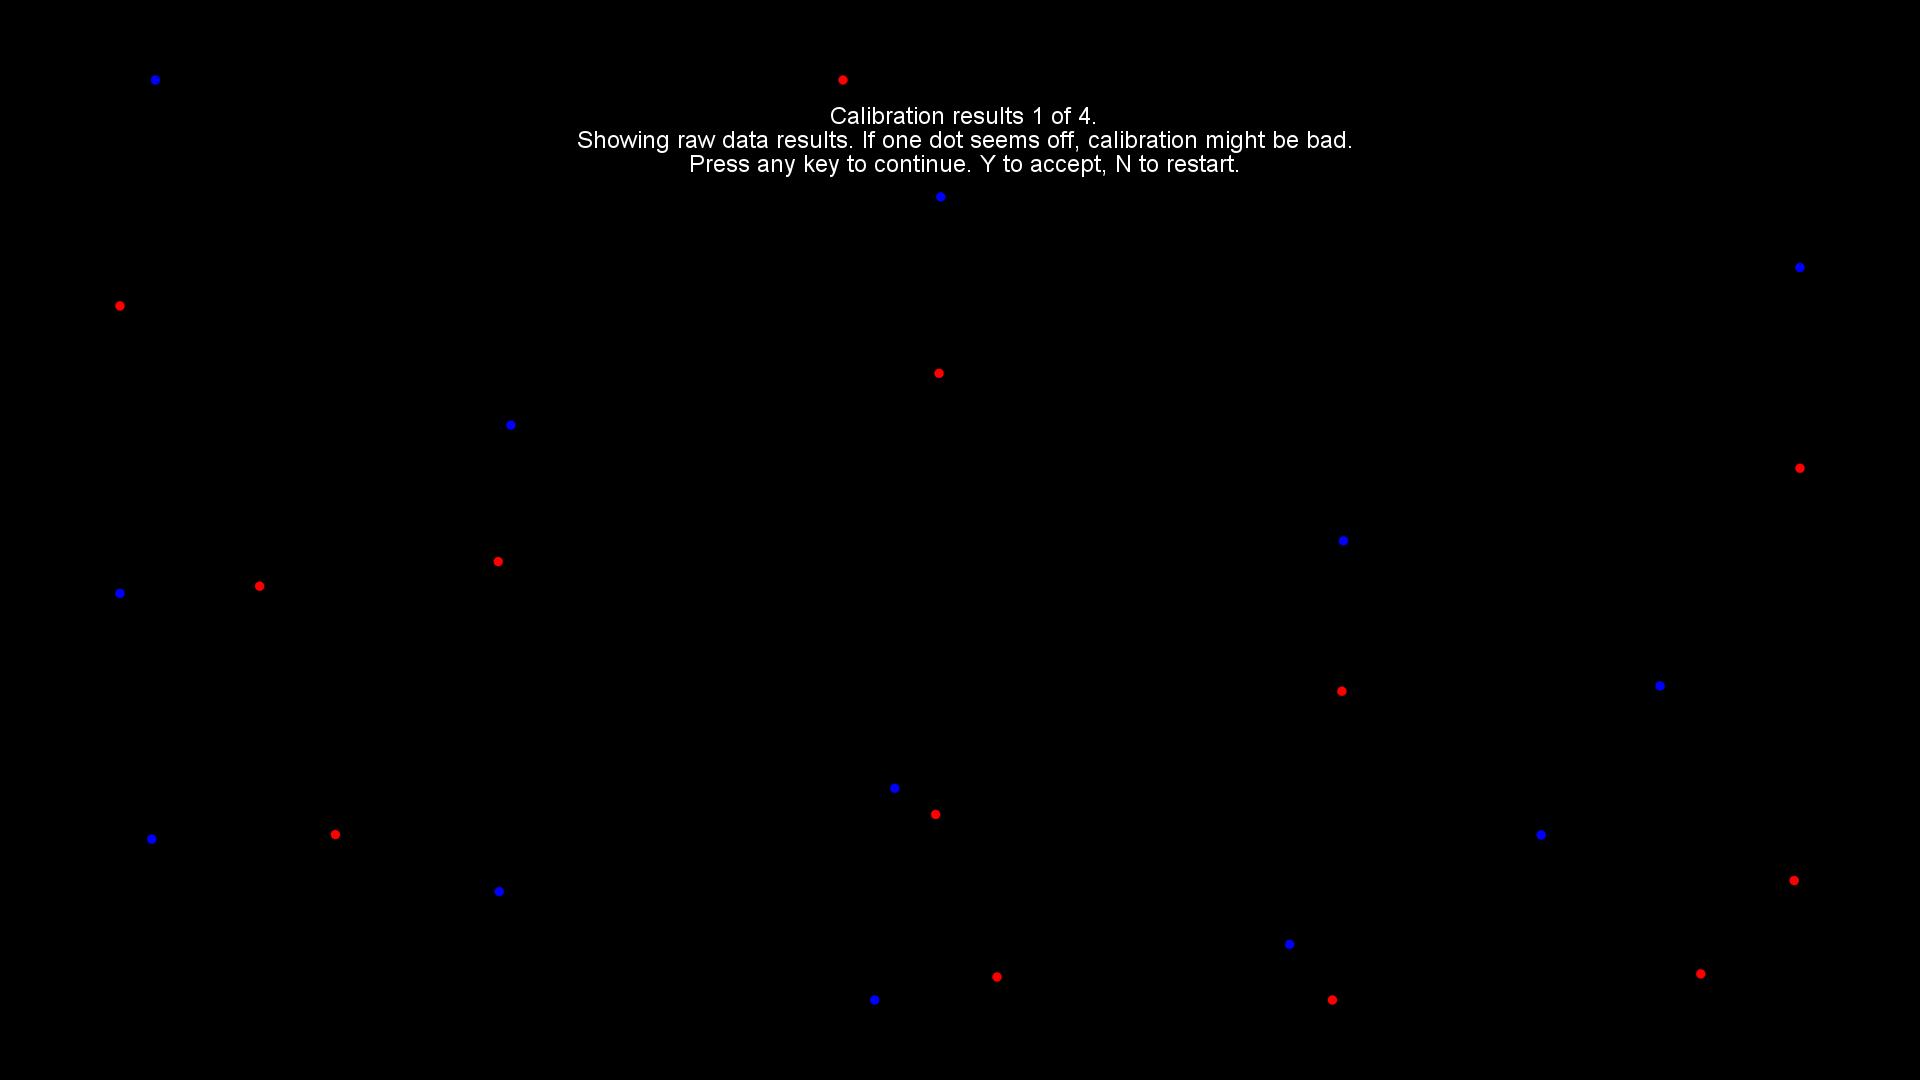 Calibration results 1 of 4.
Showing raw data results. If one dot seems off, calibration might be bad.
Press any key to continue. Y to accept, N to restart.